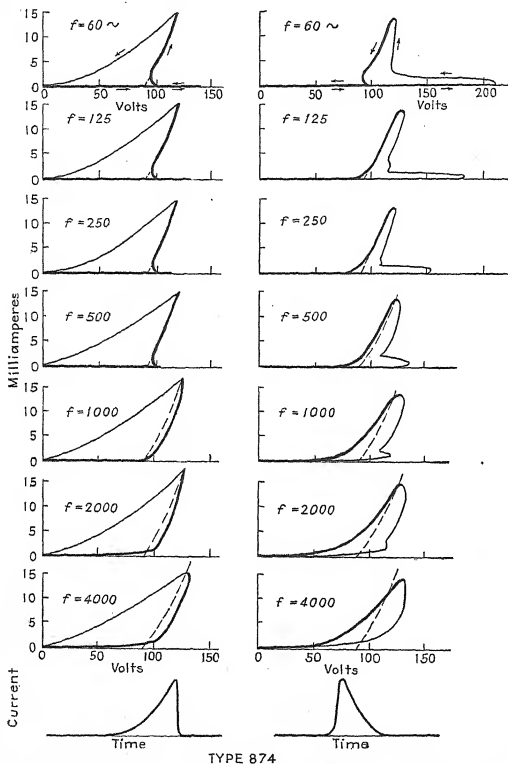 15
10
5
0
f=60~
0
50
100
150
Volts
f=60~
0
50
100
150
200
Volts
15
10
5
0
f=125
f=125
15
10
5
0
f=250
f=250
Milliamperes
15
10
5
0
f=500
f=500
15
10
5
0
f=1000
f=1000
15
10
5
0
f=2000
f=2000
15
10
5
0
f=4000
0
50
100
150
Volts
f=4000
0
50
100
150
Volts
Current
Time
Time
TYPE 874